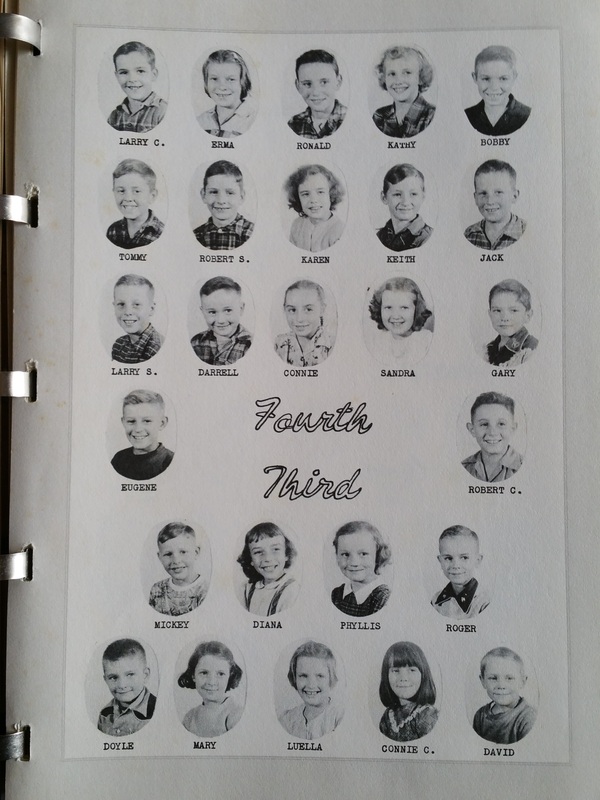 LARRY C. ERMA RONALD KATHY BOBBY
TOMMY ROBERT S. KAREN KEITH JACK
LARRY S. DARRELL CONNIE SANDRA GARY
Fourth
EUGENE ROBERT C.
Third
MICKEY DIANA PHYLLIS ROGER
DOYLE MARY LUELLA CONNIE C. DAVID